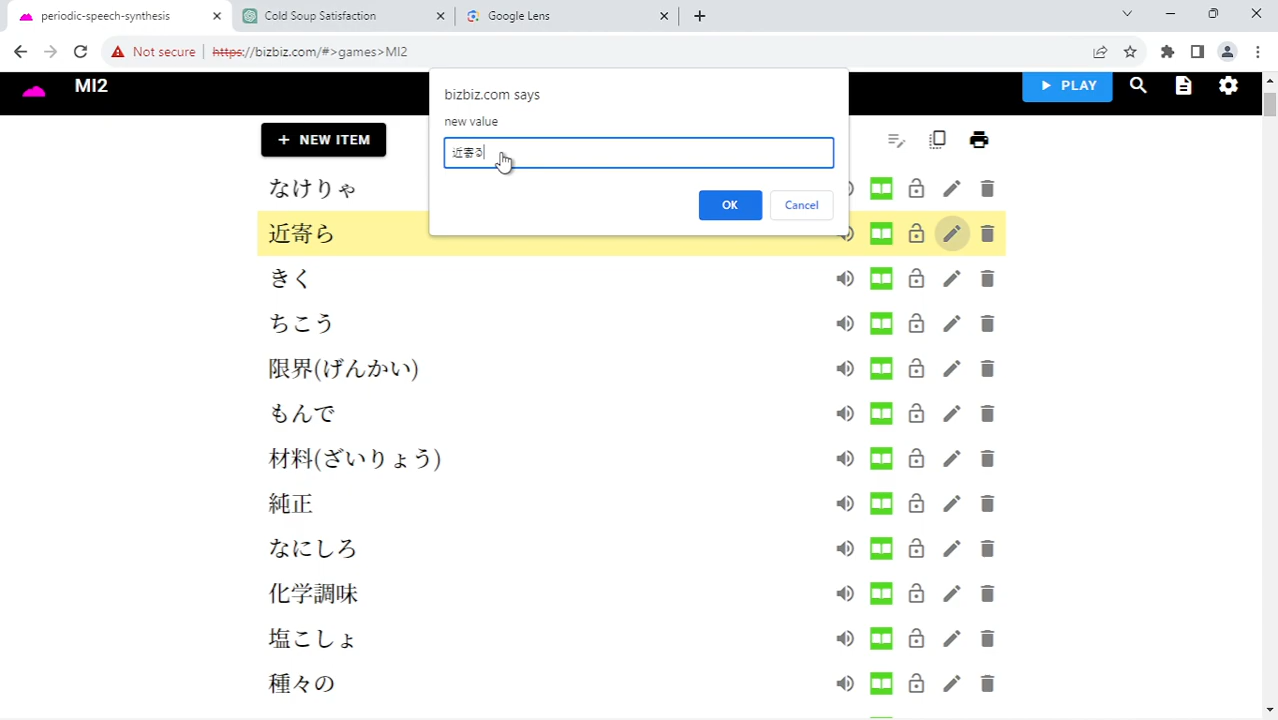 periodic-speech-synthesis
Cold Soup Satisfaction
Google Lens
Not secure
https://bizbiz.com/#>games>MI2
MI2
PLAY
bizbiz.com says
new value
近寄る
OK
Cancel
+ NEW ITEM
なけりゃ
近寄ら
きく
ちこう
限界(げんかい)
もんで
材料(ざいりょう)
純正
なにしろ
化学調味
塩こしょ
種々の